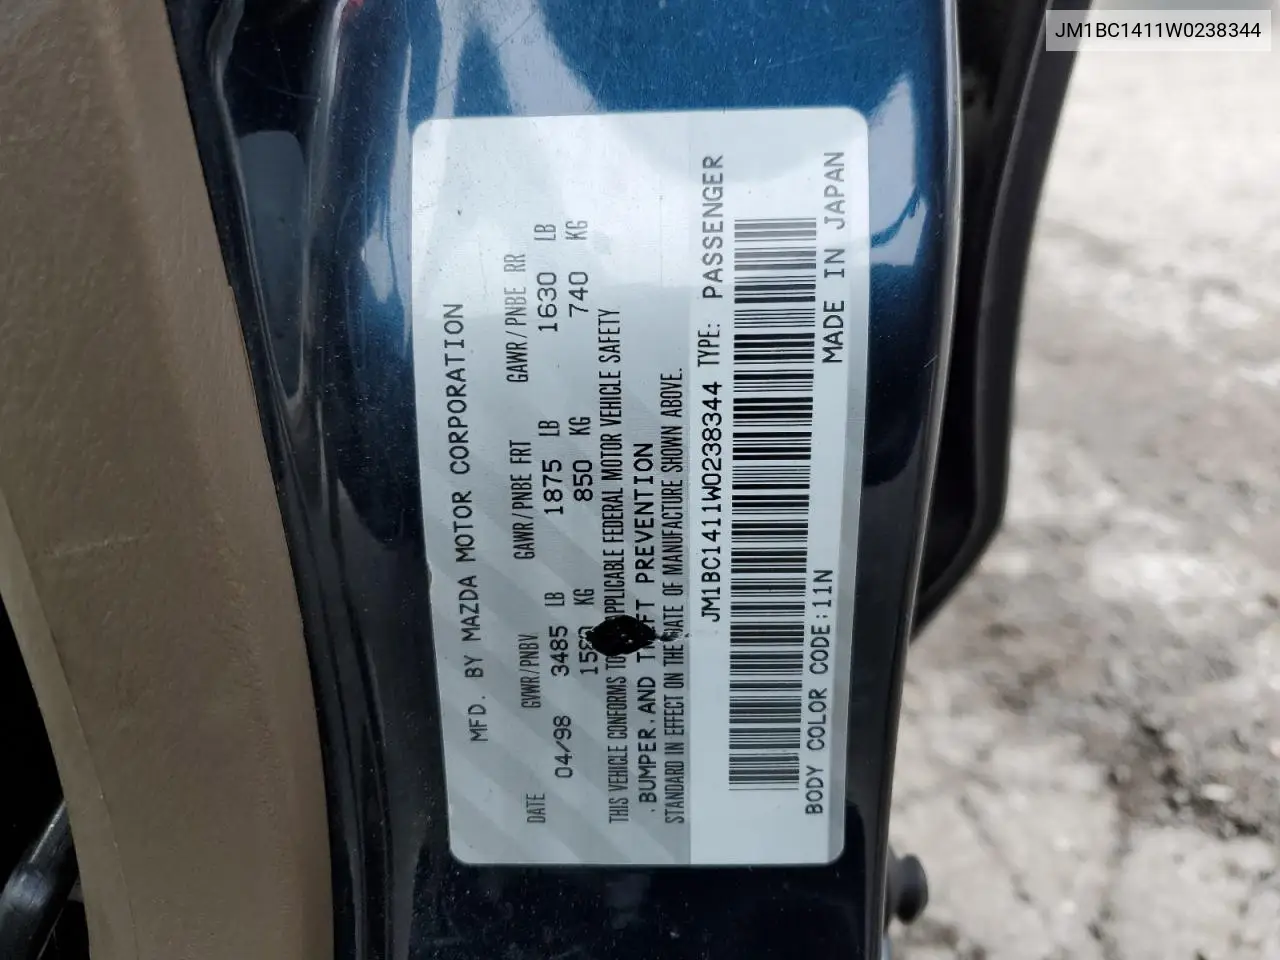 JM1BC1411W0238344
MFD. BY MAZDA MOTOR CORPORATION
DATE GVWR/PNBV GAWR/PNBE FRT GAWR/PNBE RR
04/98 3485 LB 1875 LB 1630 LB
KG 850 KG 740 KG
THIS VEHICLE CONFORMS APPLICABLE FEDERAL MOTOR VEHICLE SAFETY
, BUMPER, AND PREVENTION
STANDARD IN EFFECT ON THE DATE OF MANUFACTURE SHOWN ABOVE.
JM1BC1411W0238344 TYPE: PASSENGER
BODY COLOR CODE:11N MADE IN JAPAN